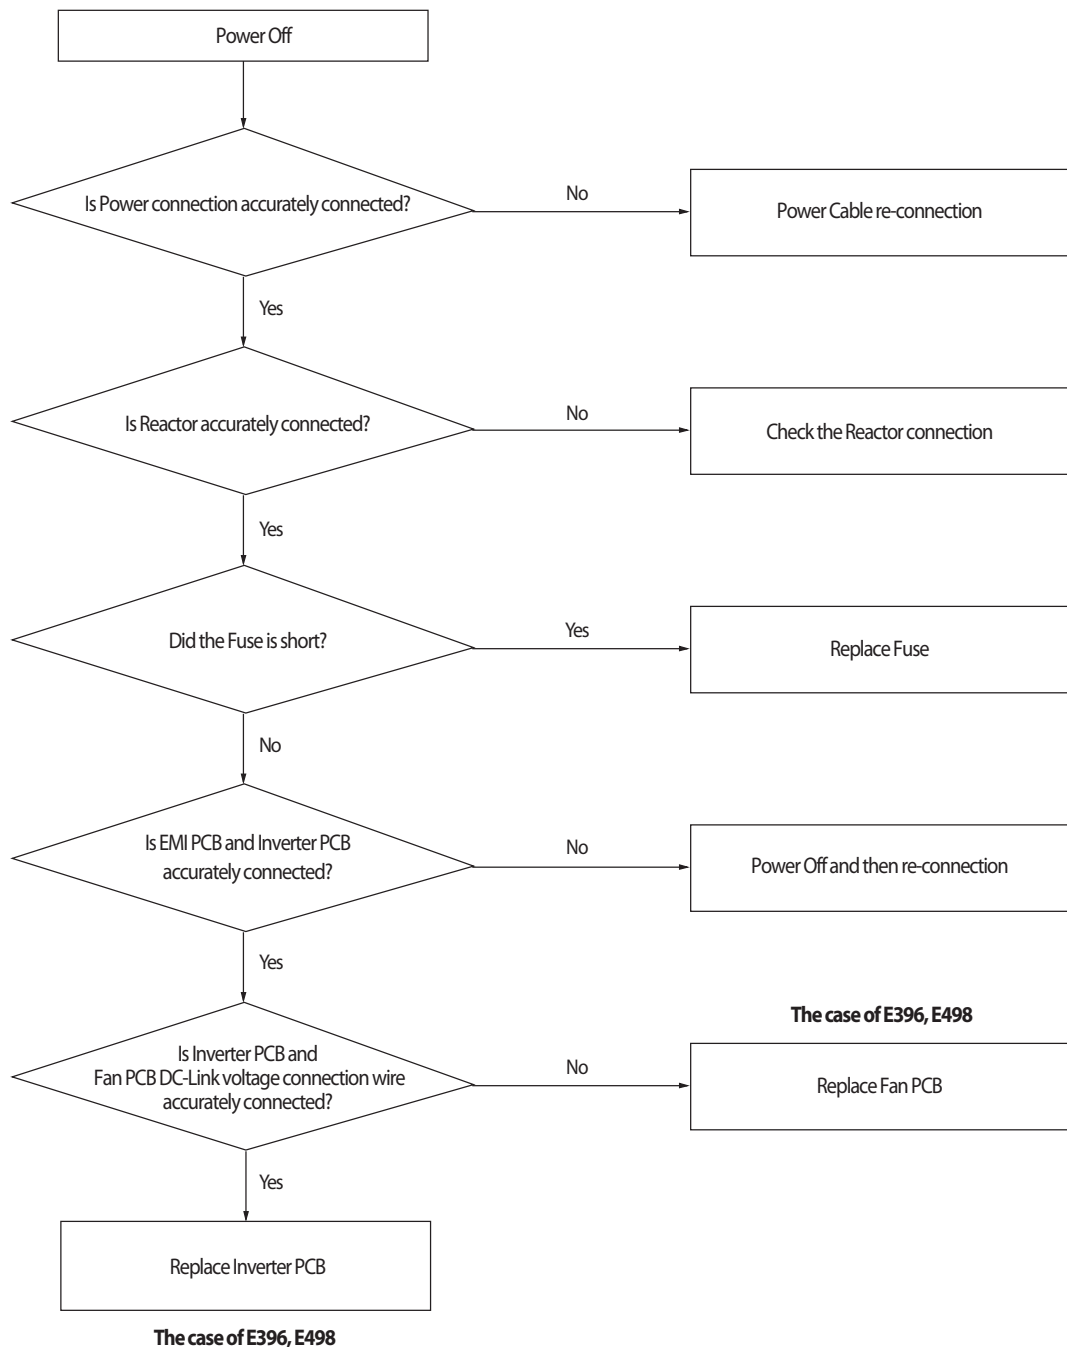 Power Off
Is Power connection accurately connected?
No
Power Cable re-connection
Yes
Is Reactor accurately connected?
No
Check the Reactor connection
Yes
Did the Fuse is short?
Yes
Replace Fuse
No
Is EMI PCB and Inverter PCB
accurately connected?
No
Power Off and then re-connection
Yes
Is Inverter PCB and
Fan PCB DC-Link voltage connection wire
accurately connected?
No
The case of E396, E498
Replace Fan PCB
Yes
Replace Inverter PCB
The case of E396, E498